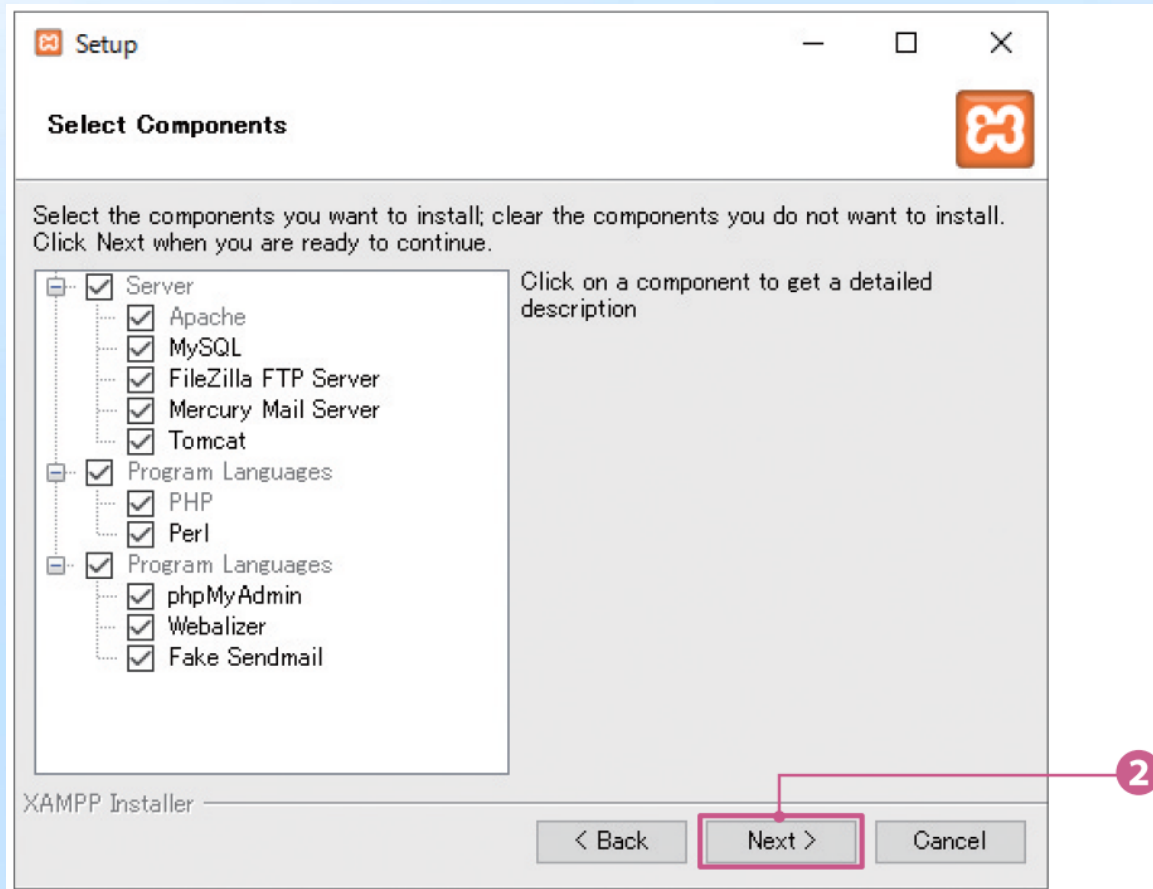 Setup
Select Components
Select the components you want to install; clear the components you do not want to install.
Click Next when you are ready to continue.
Server
Apache
MySQL
FileZilla FTP Server
Mercury Mail Server
Tomcat
Program Languages
PHP
Perl
Program Languages
phpMyAdmin
Webalizer
Fake Sendmail
Click on a component to get a detailed
description
2
XAMPP Installer
< Back
Next >
Cancel